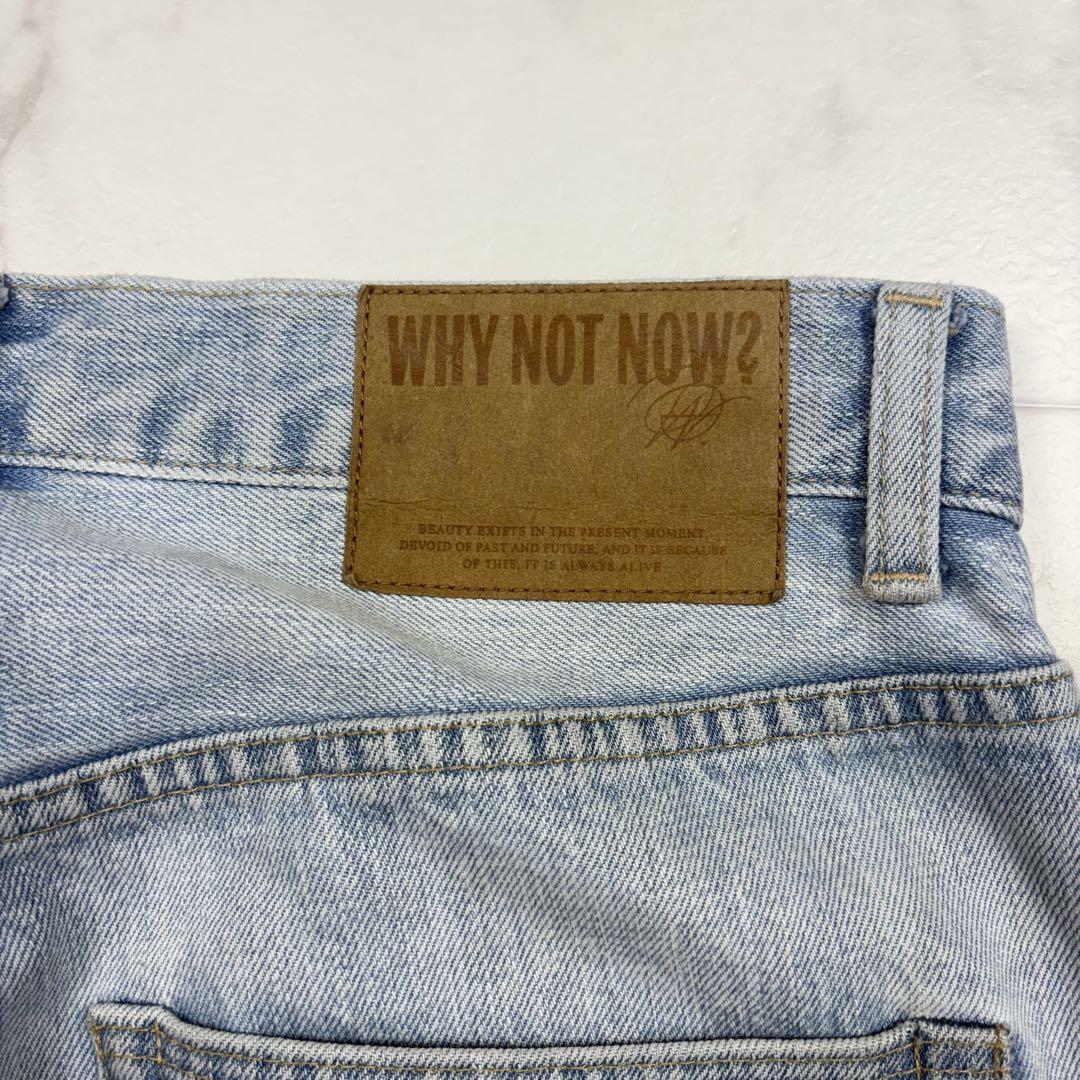 WHY NOT NOW?
BEAUTY EXISTS IN THE PRESENT MOMENT,
DEVOID OF PAST AND FUTURE, AND IT IS BECAUSE
OF THIS, IT IS ALWAYS ALIVE